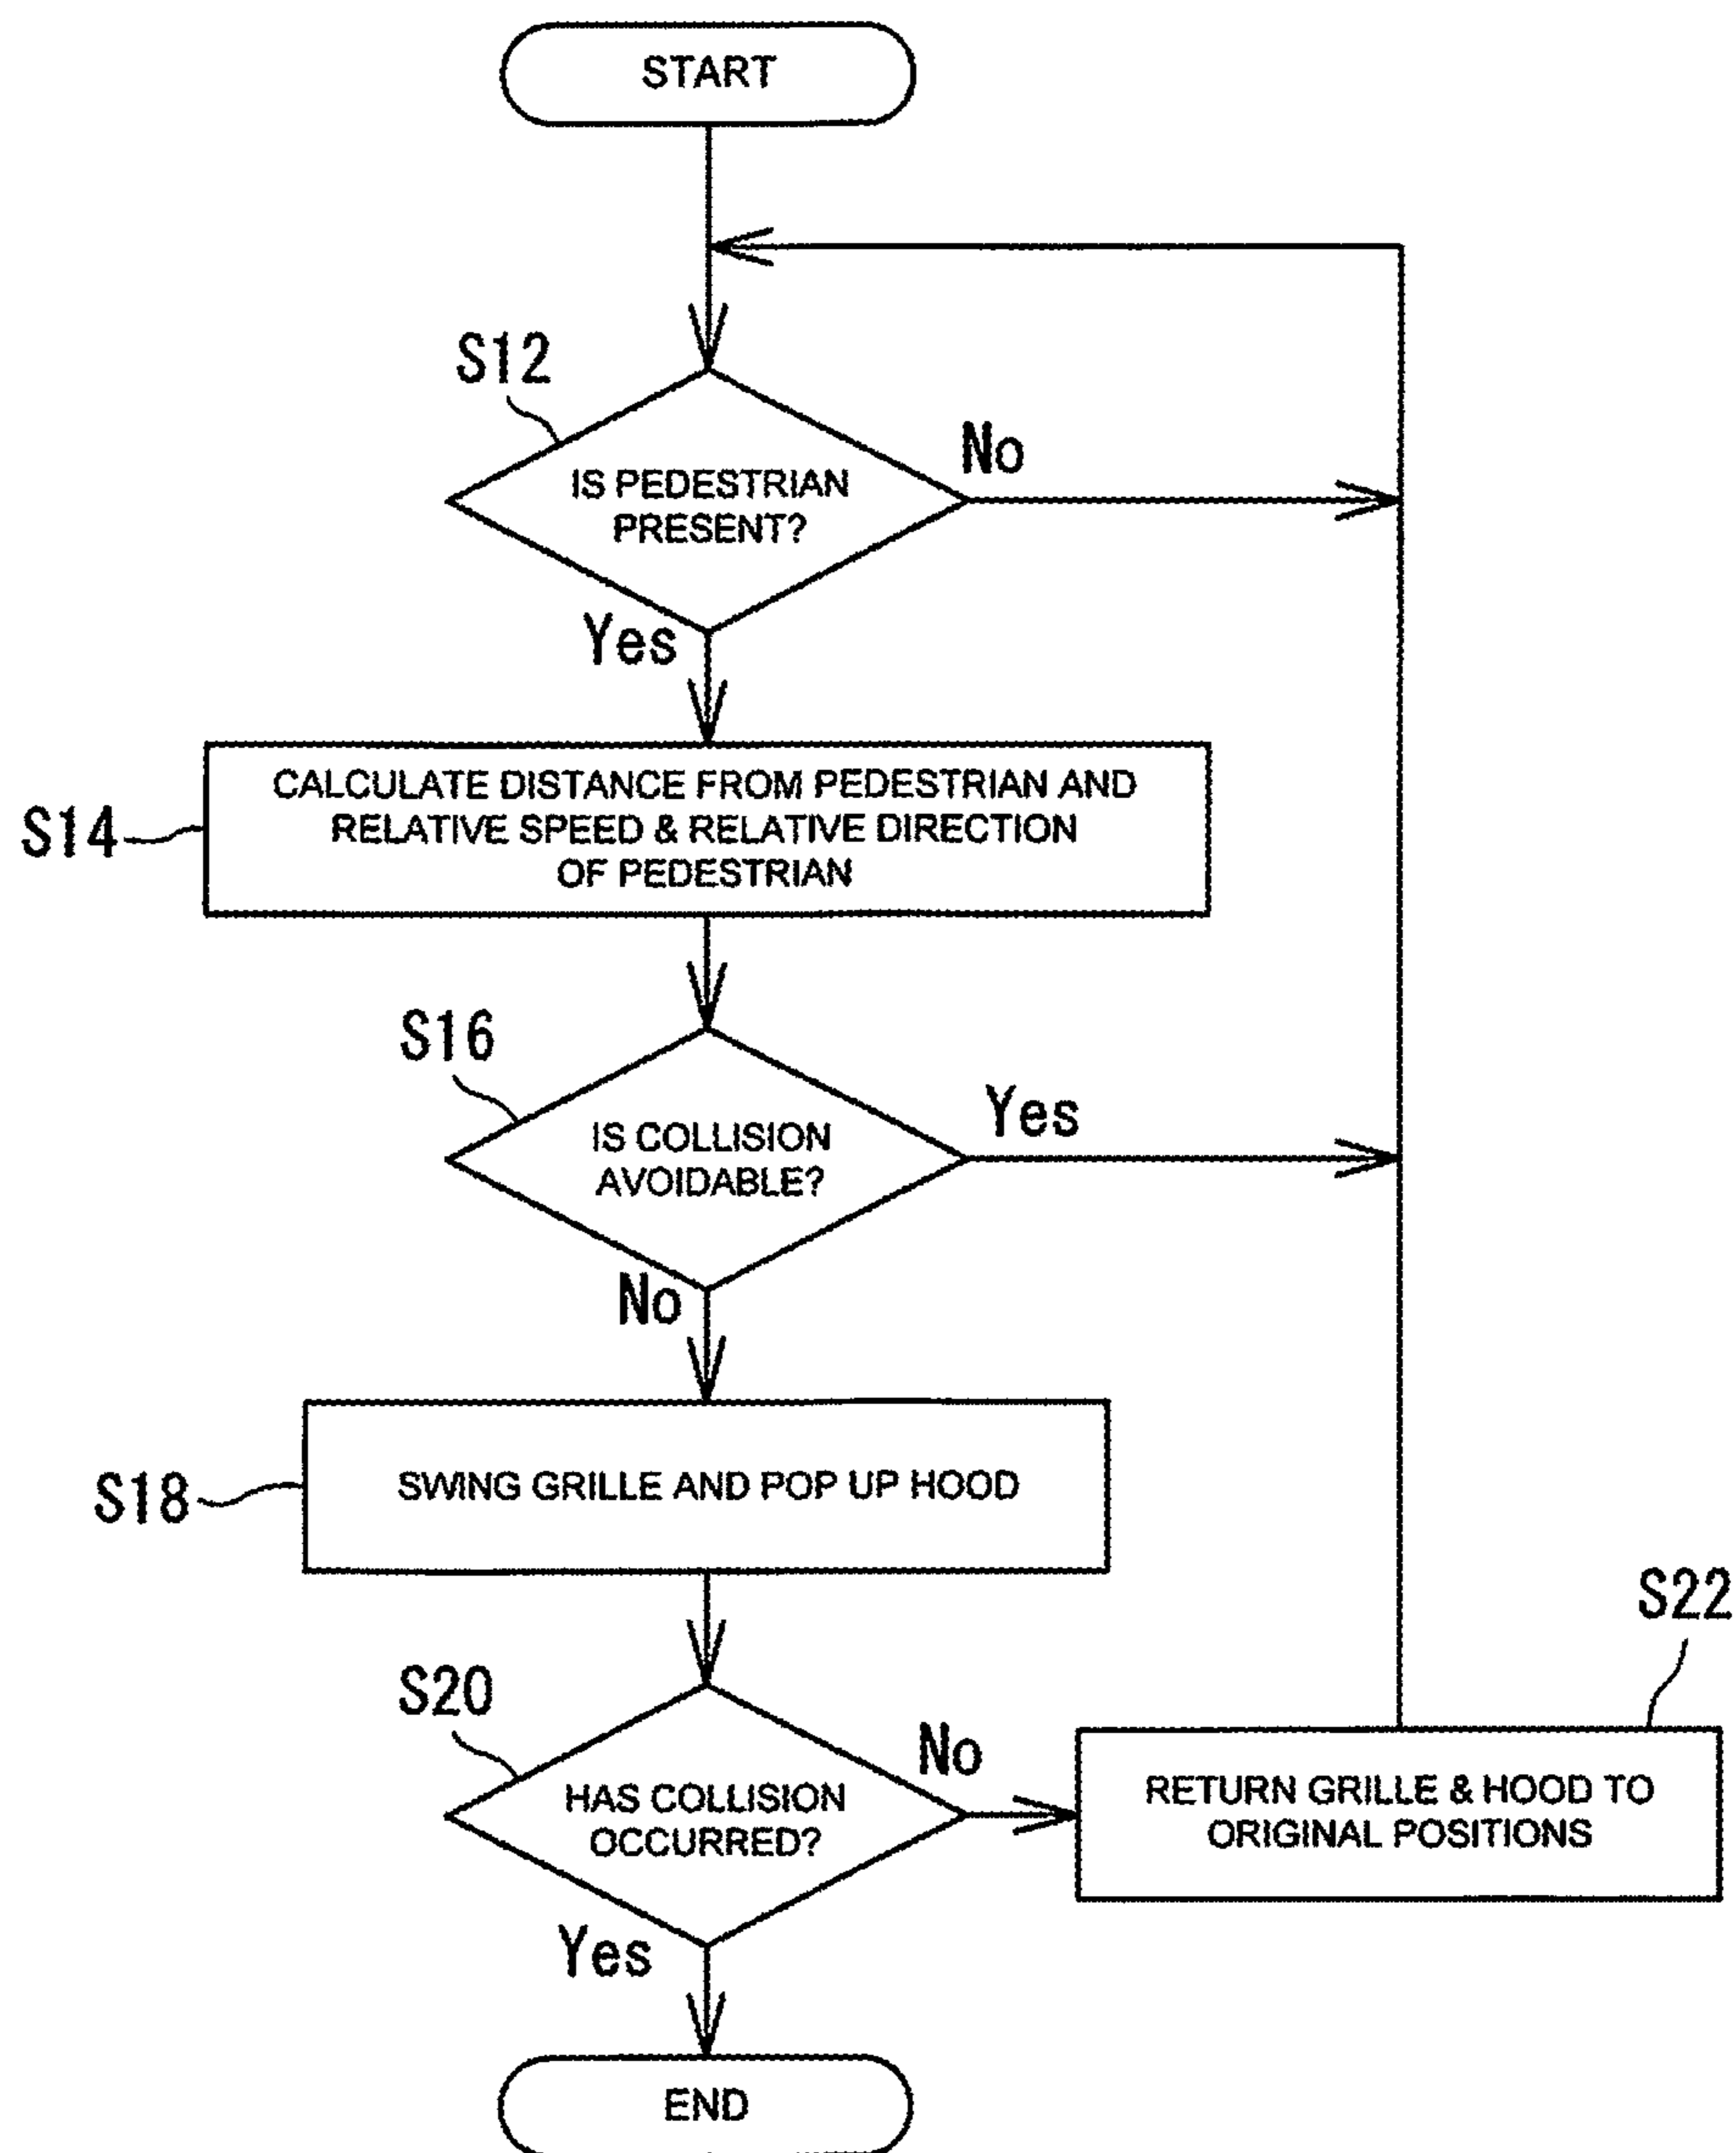 START
S12
No
IS PEDESTRIAN
PRESENT?
Yes
CALCULATE DISTANCE FROM PEDESTRIAN AND
S14
RELATIVE SPEED & RELATIVE DIRECTION
OF PEDESTRIAN
S16
Yes
IS COLLISION
AVOIDABLE?
No
S18
SWING GRILLE AND POP UP HOOD
S22
S20
No
HAS COLLISION
OCCURRED?
RETURN GRILLE & HOOD TO
ORIGINAL POSITIONS
Yes
END